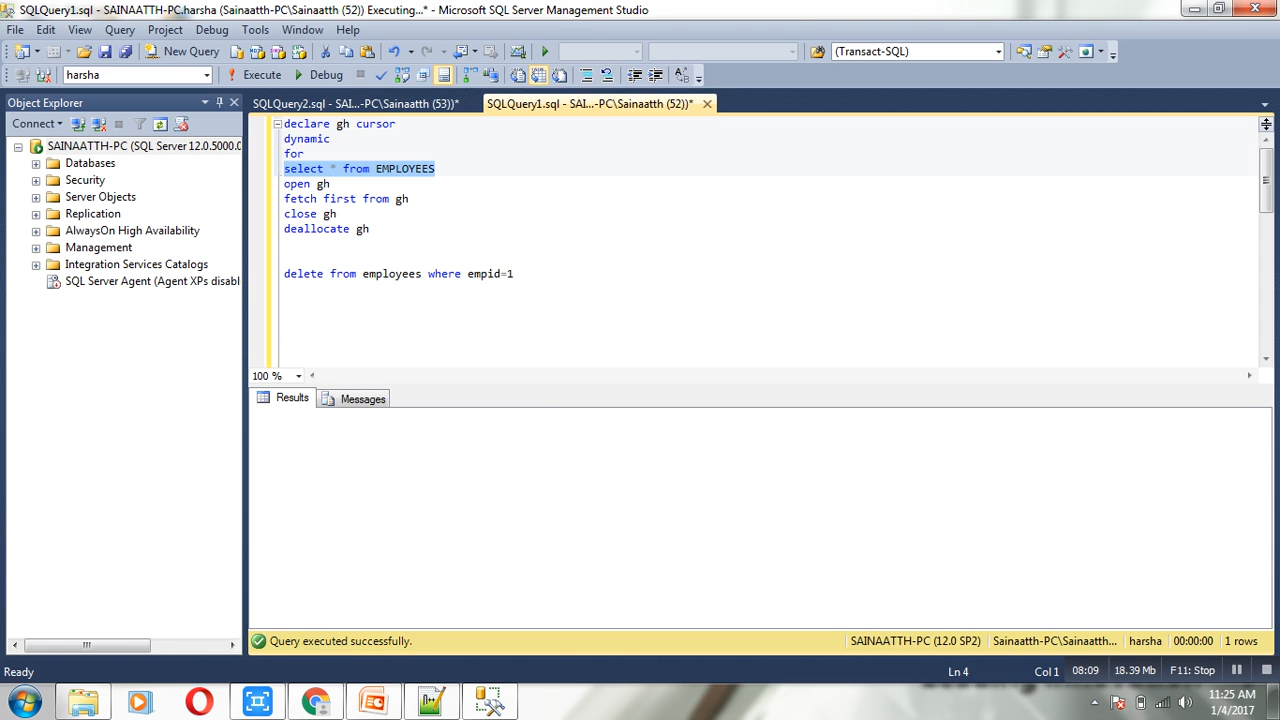 SQLQuery1.sql - SAINAATTH-PC.harsha (Sainaatth-PC\Sainaatth (52)) Executing...* - Microsoft SQL Server Management Studio
File Edit View Query Project Debug Tools Window Help
New Query (Transact-SQL)
harsha Execute Debug
Object Explorer
SQLQuery2.sql - SAI...-PC\Sainaatth (53))*
SQLQuery1.sql - SAI...-PC\Sainaatth (52))*
Connect
SAINAATTH-PC (SQL Server 12.0.5000.0
Databases
Security
Server Objects
Replication
AlwaysOn High Availability
Management
Integration Services Catalogs
SQL Server Agent (Agent XPs disabl
declare gh cursor
dynamic
for
select * from EMPLOYEES
open gh
fetch first from gh
close gh
deallocate gh
delete from employees where empid=1
100 %
Results Messages
Query executed successfully. SAINAATTH-PC (12.0 SP2) Sainaatth-PC\Sainaatth... harsha 00:00:00 1 rows
Ready Ln 4 Col 1 08:09 18.39 Mb F11: Stop
11:25 AM
1/4/2017